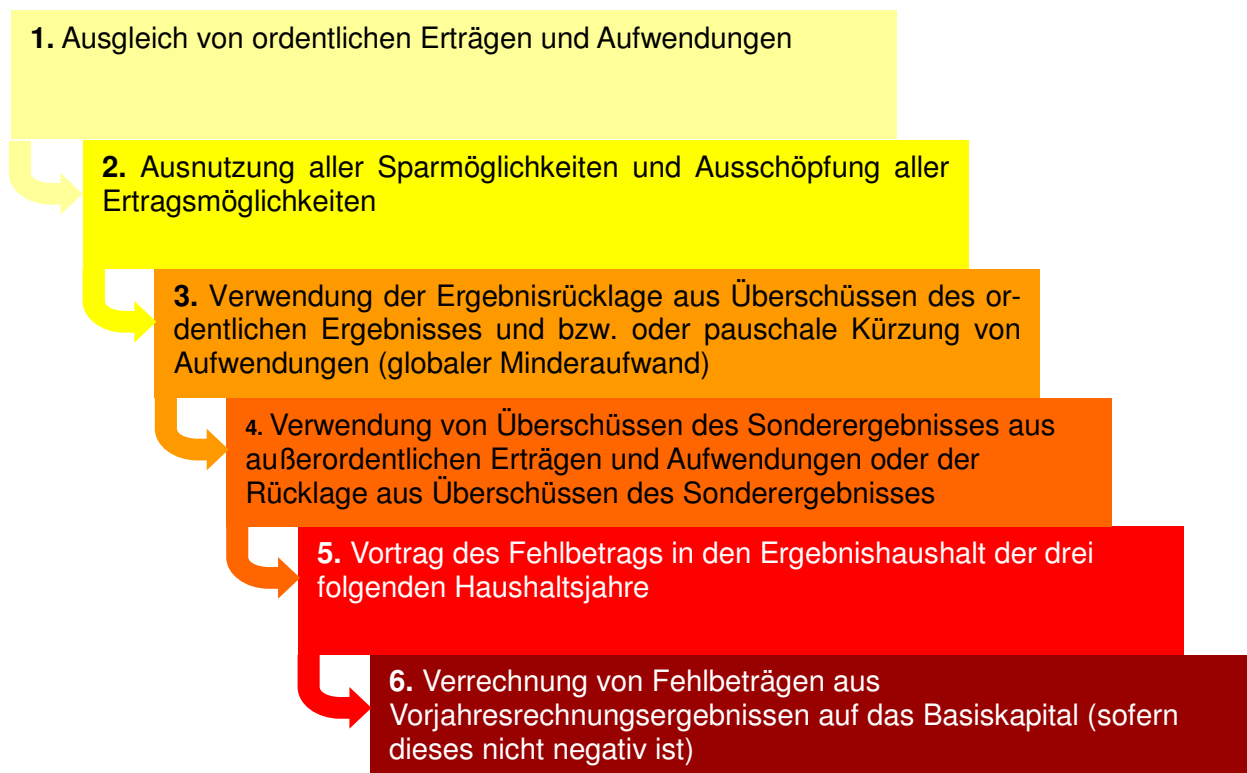 1. Ausgleich von ordentlichen Erträgen und Aufwendungen
2. Ausnutzung aller Sparmöglichkeiten und Ausschöpfung aller
Ertragsmöglichkeiten
3. Verwendung der Ergebnisrücklage aus Überschüssen des or-
dentlichen Ergebnisses und bzw. oder pauschale Kürzung von
Aufwendungen (globaler Minderaufwand)
4. Verwendung von Überschüssen des Sonderergebnisses aus
außerordentlichen Erträgen und Aufwendungen oder der
Rücklage aus Überschüssen des Sonderergebnisses
5. Vortrag des Fehlbetrags in den Ergebnishaushalt der drei
folgenden Haushaltsjahre
6. Verrechnung von Fehlbeträgen aus
Vorjahresrechnungsergebnissen auf das Basiskapital (sofern
dieses nicht negativ ist)